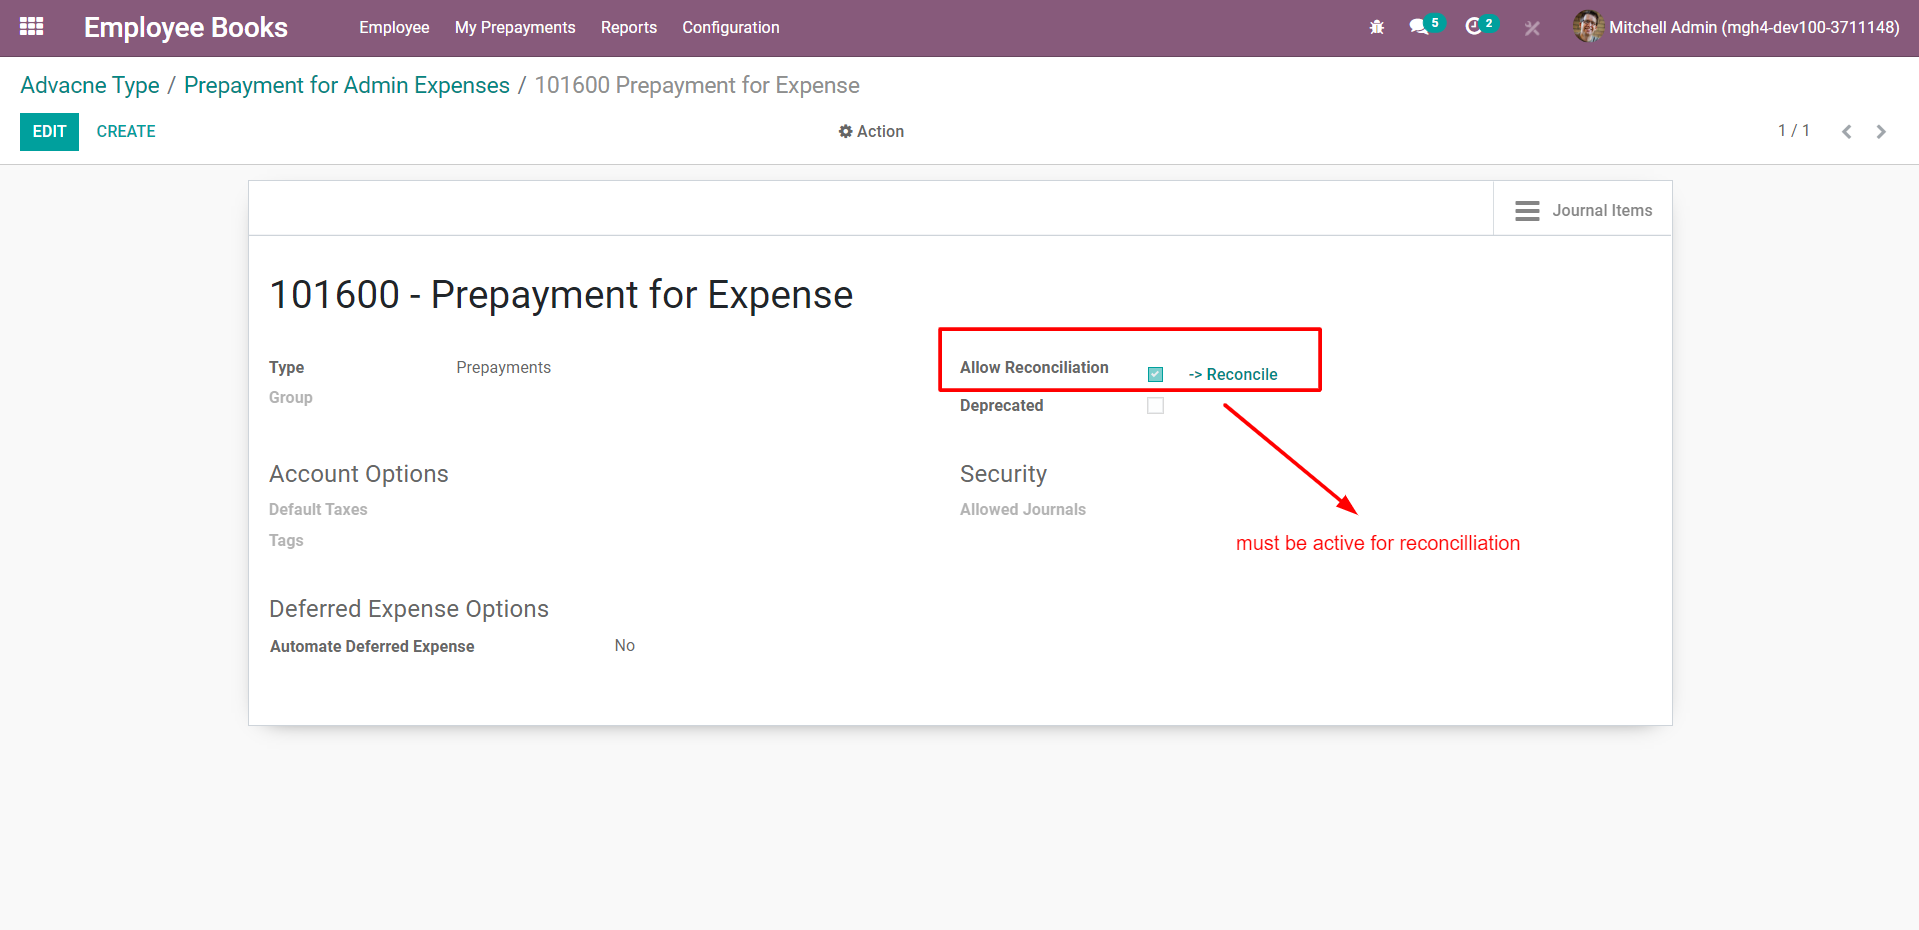 Employee Books Employee My Prepayments Reports Configuration 5 2 Mitchell Admin (mgh4-dev100-3711148)
Advacne Type / Prepayment for Admin Expenses / 101600 Prepayment for Expense
EDIT CREATE Action 1 / 1
Journal Items
101600 - Prepayment for Expense
Type Prepayments Allow Reconciliation -> Reconcile
Group
Deprecated
Account Options Security
Default Taxes Allowed Journals
Tags
must be active for reconcilliation
Deferred Expense Options
Automate Deferred Expense No